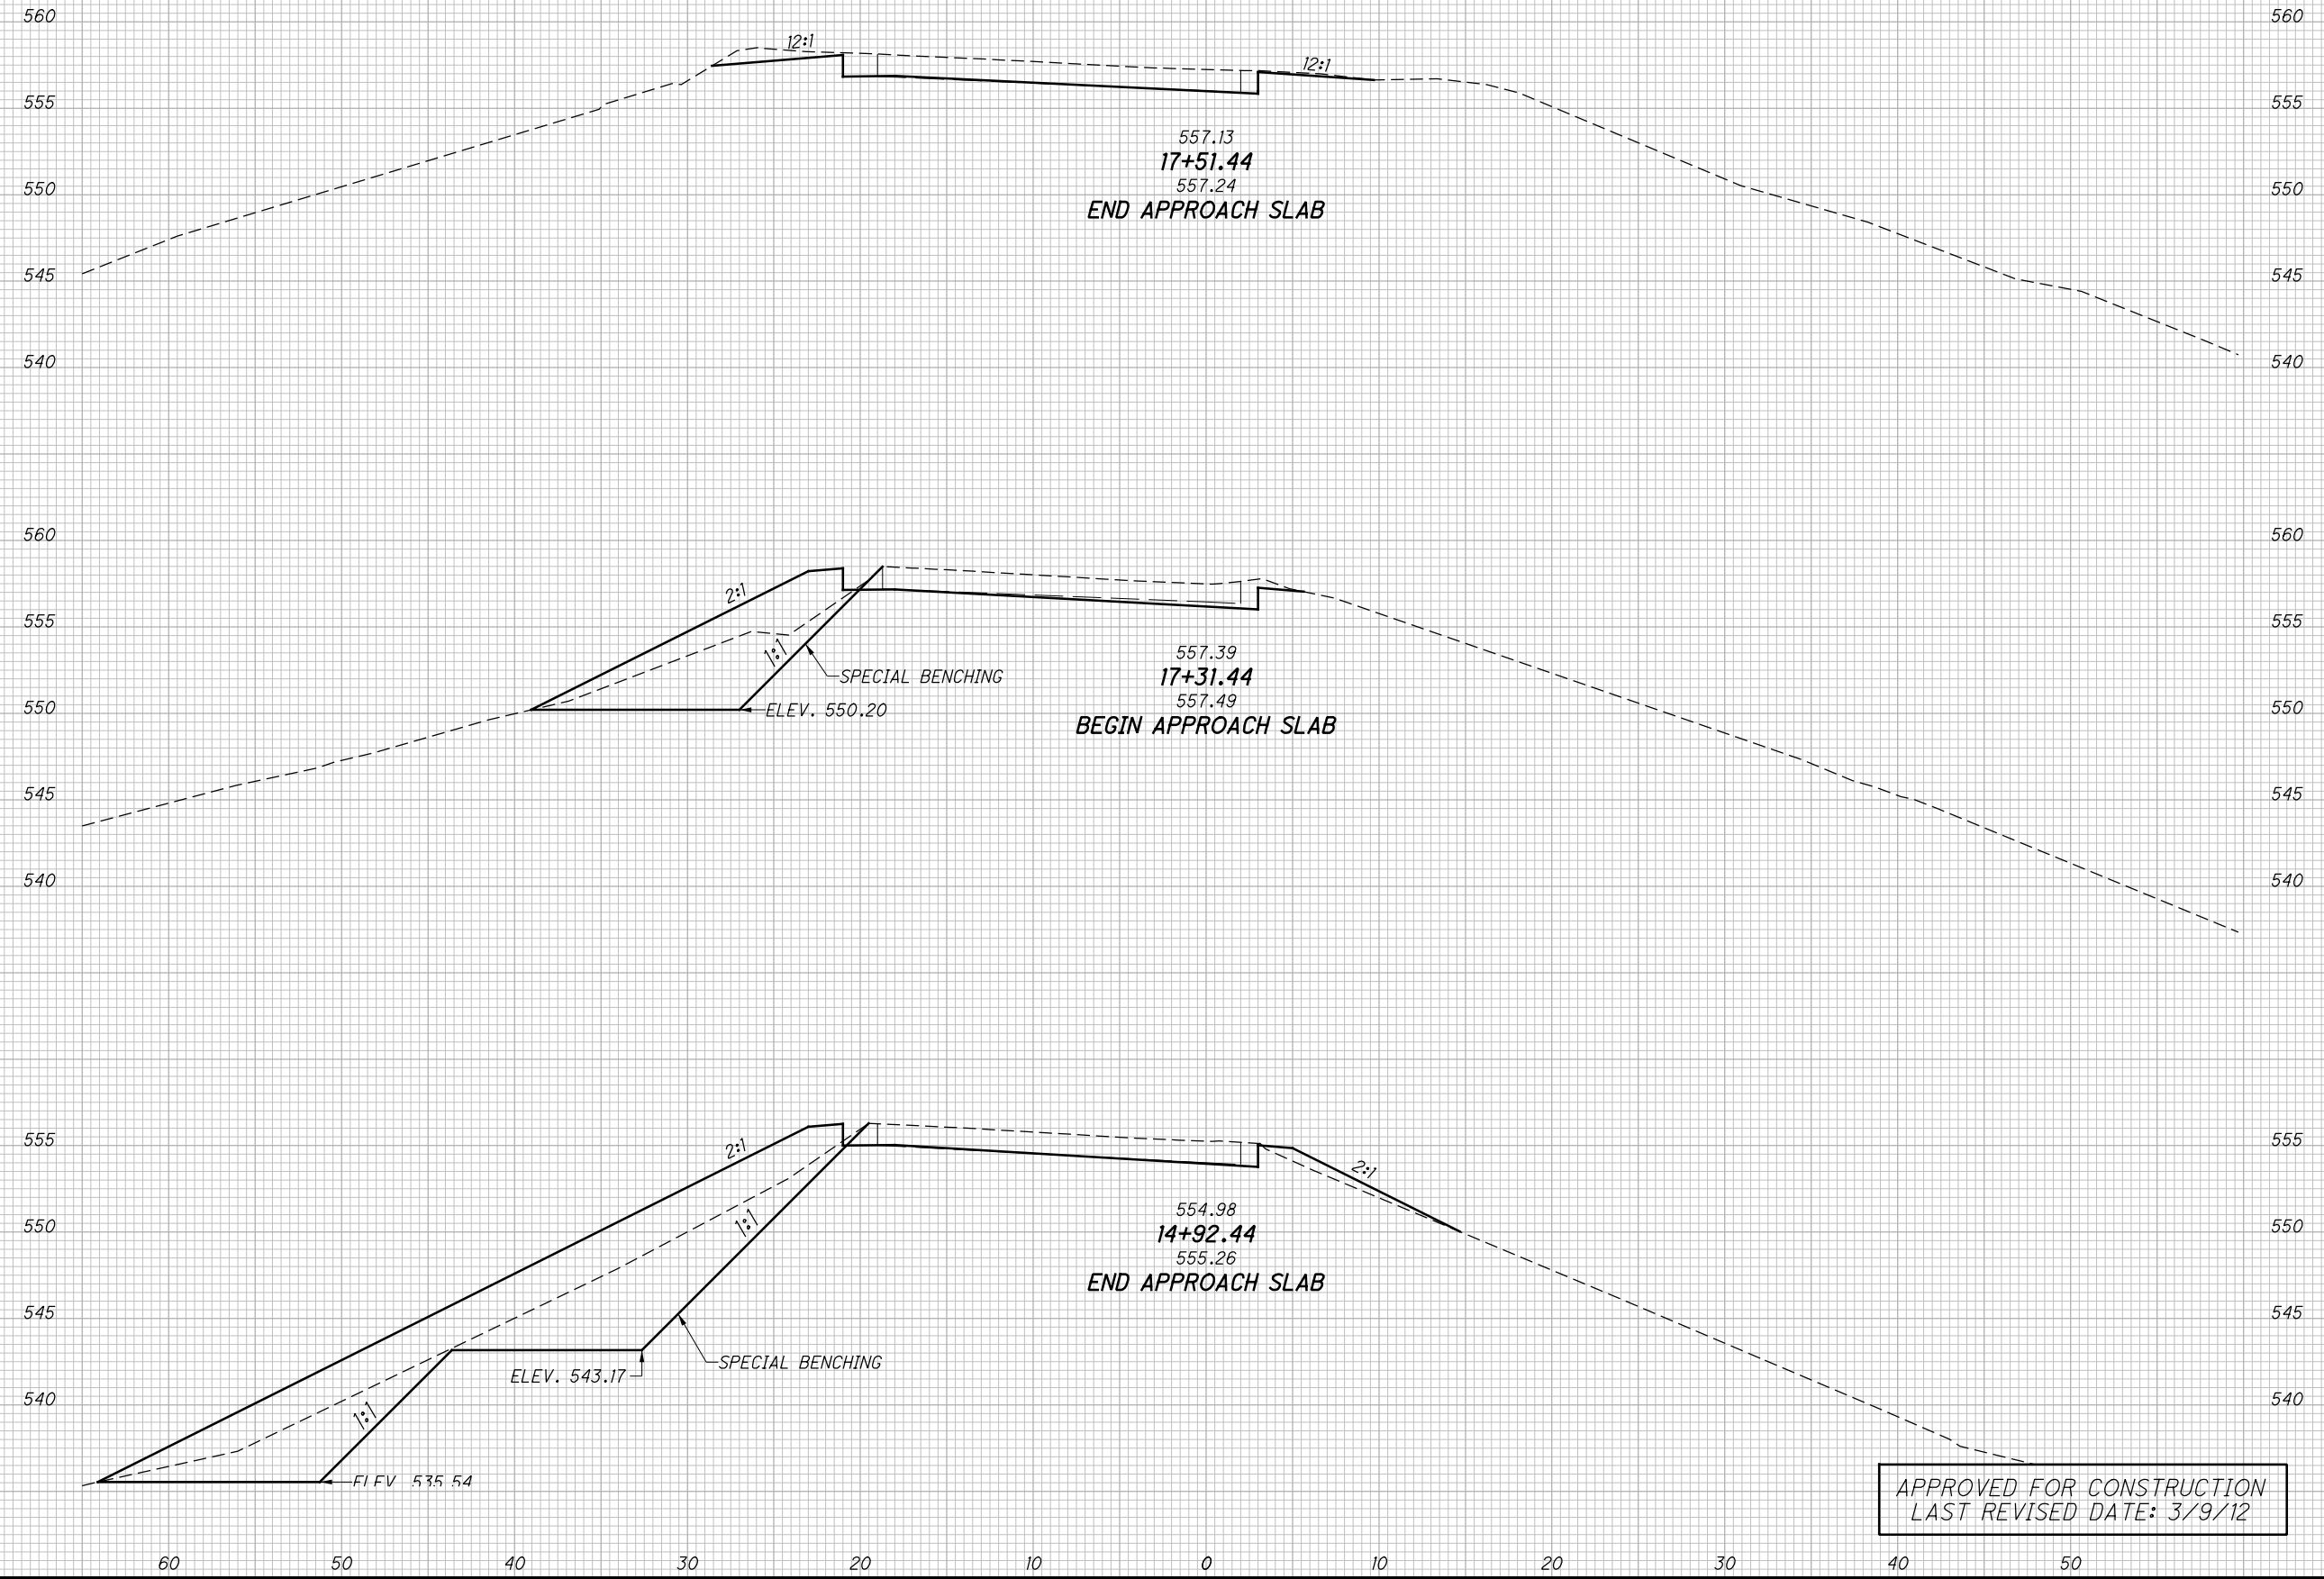 560 560
12:1 12:1
555 555
557.13
17+51.44
557.24
END APPROACH SLAB
550 550
545 545
540 540
560 560
2:1
555 555
1:1
SPECIAL BENCHING
557.39
17+31.44
557.49
BEGIN APPROACH SLAB
550 ELEV. 550.20 550
545 545
540 540
555 2:1 555
2:1
554.98
14+92.44
555.26
END APPROACH SLAB
550 1:1 550
545 545
SPECIAL BENCHING
ELEV. 543.17
540 540
1:1
ELEV. 535.54
APPROVED FOR CONSTRUCTION
LAST REVISED DATE: 3/9/12
60 50 40 30 20 10 0 10 20 30 40 50